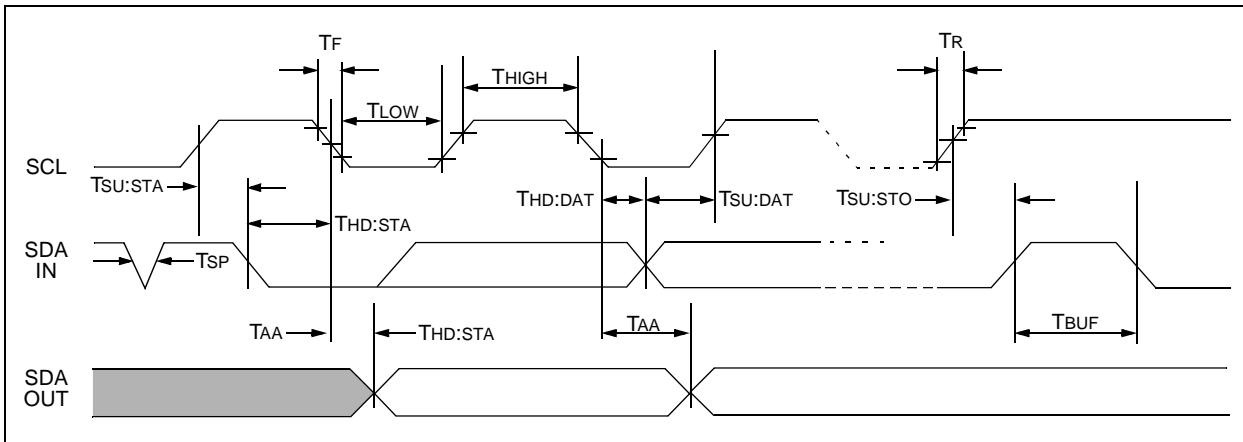 TF
TR
THIGH
TLOW
SCL
TSU:STA
THD:DAT
TSU:DAT
TSU:STO
THD:STA
SDA
IN
TSP
TAA
THD:STA
TAA
TBUF
SDA
OUT